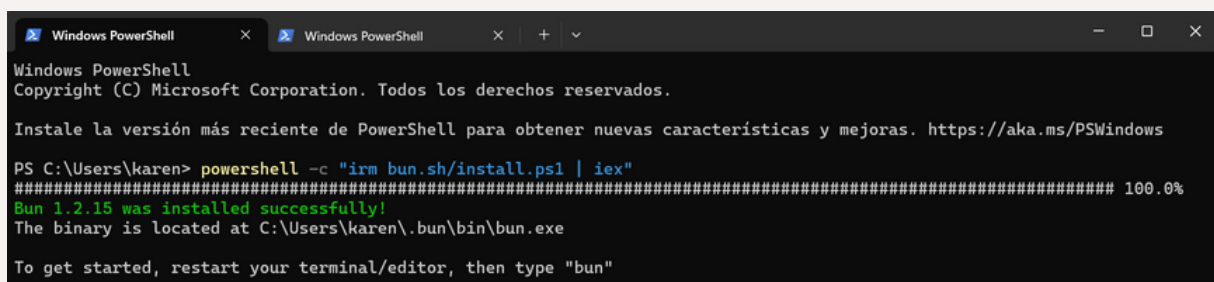 Windows PowerShell Windows PowerShell
Windows PowerShell
Copyright (C) Microsoft Corporation. Todos los derechos reservados.
Instale la versión más reciente de PowerShell para obtener nuevas características y mejoras. https://aka.ms/PSWindows
PS C:\Users\karen> powershell -c "irm bun.sh/install.ps1 | iex"
################################################################################################################ 100.0%
Bun 1.2.15 was installed successfully!
The binary is located at C:\Users\karen\.bun\bin\bun.exe
To get started, restart your terminal/editor, then type "bun"